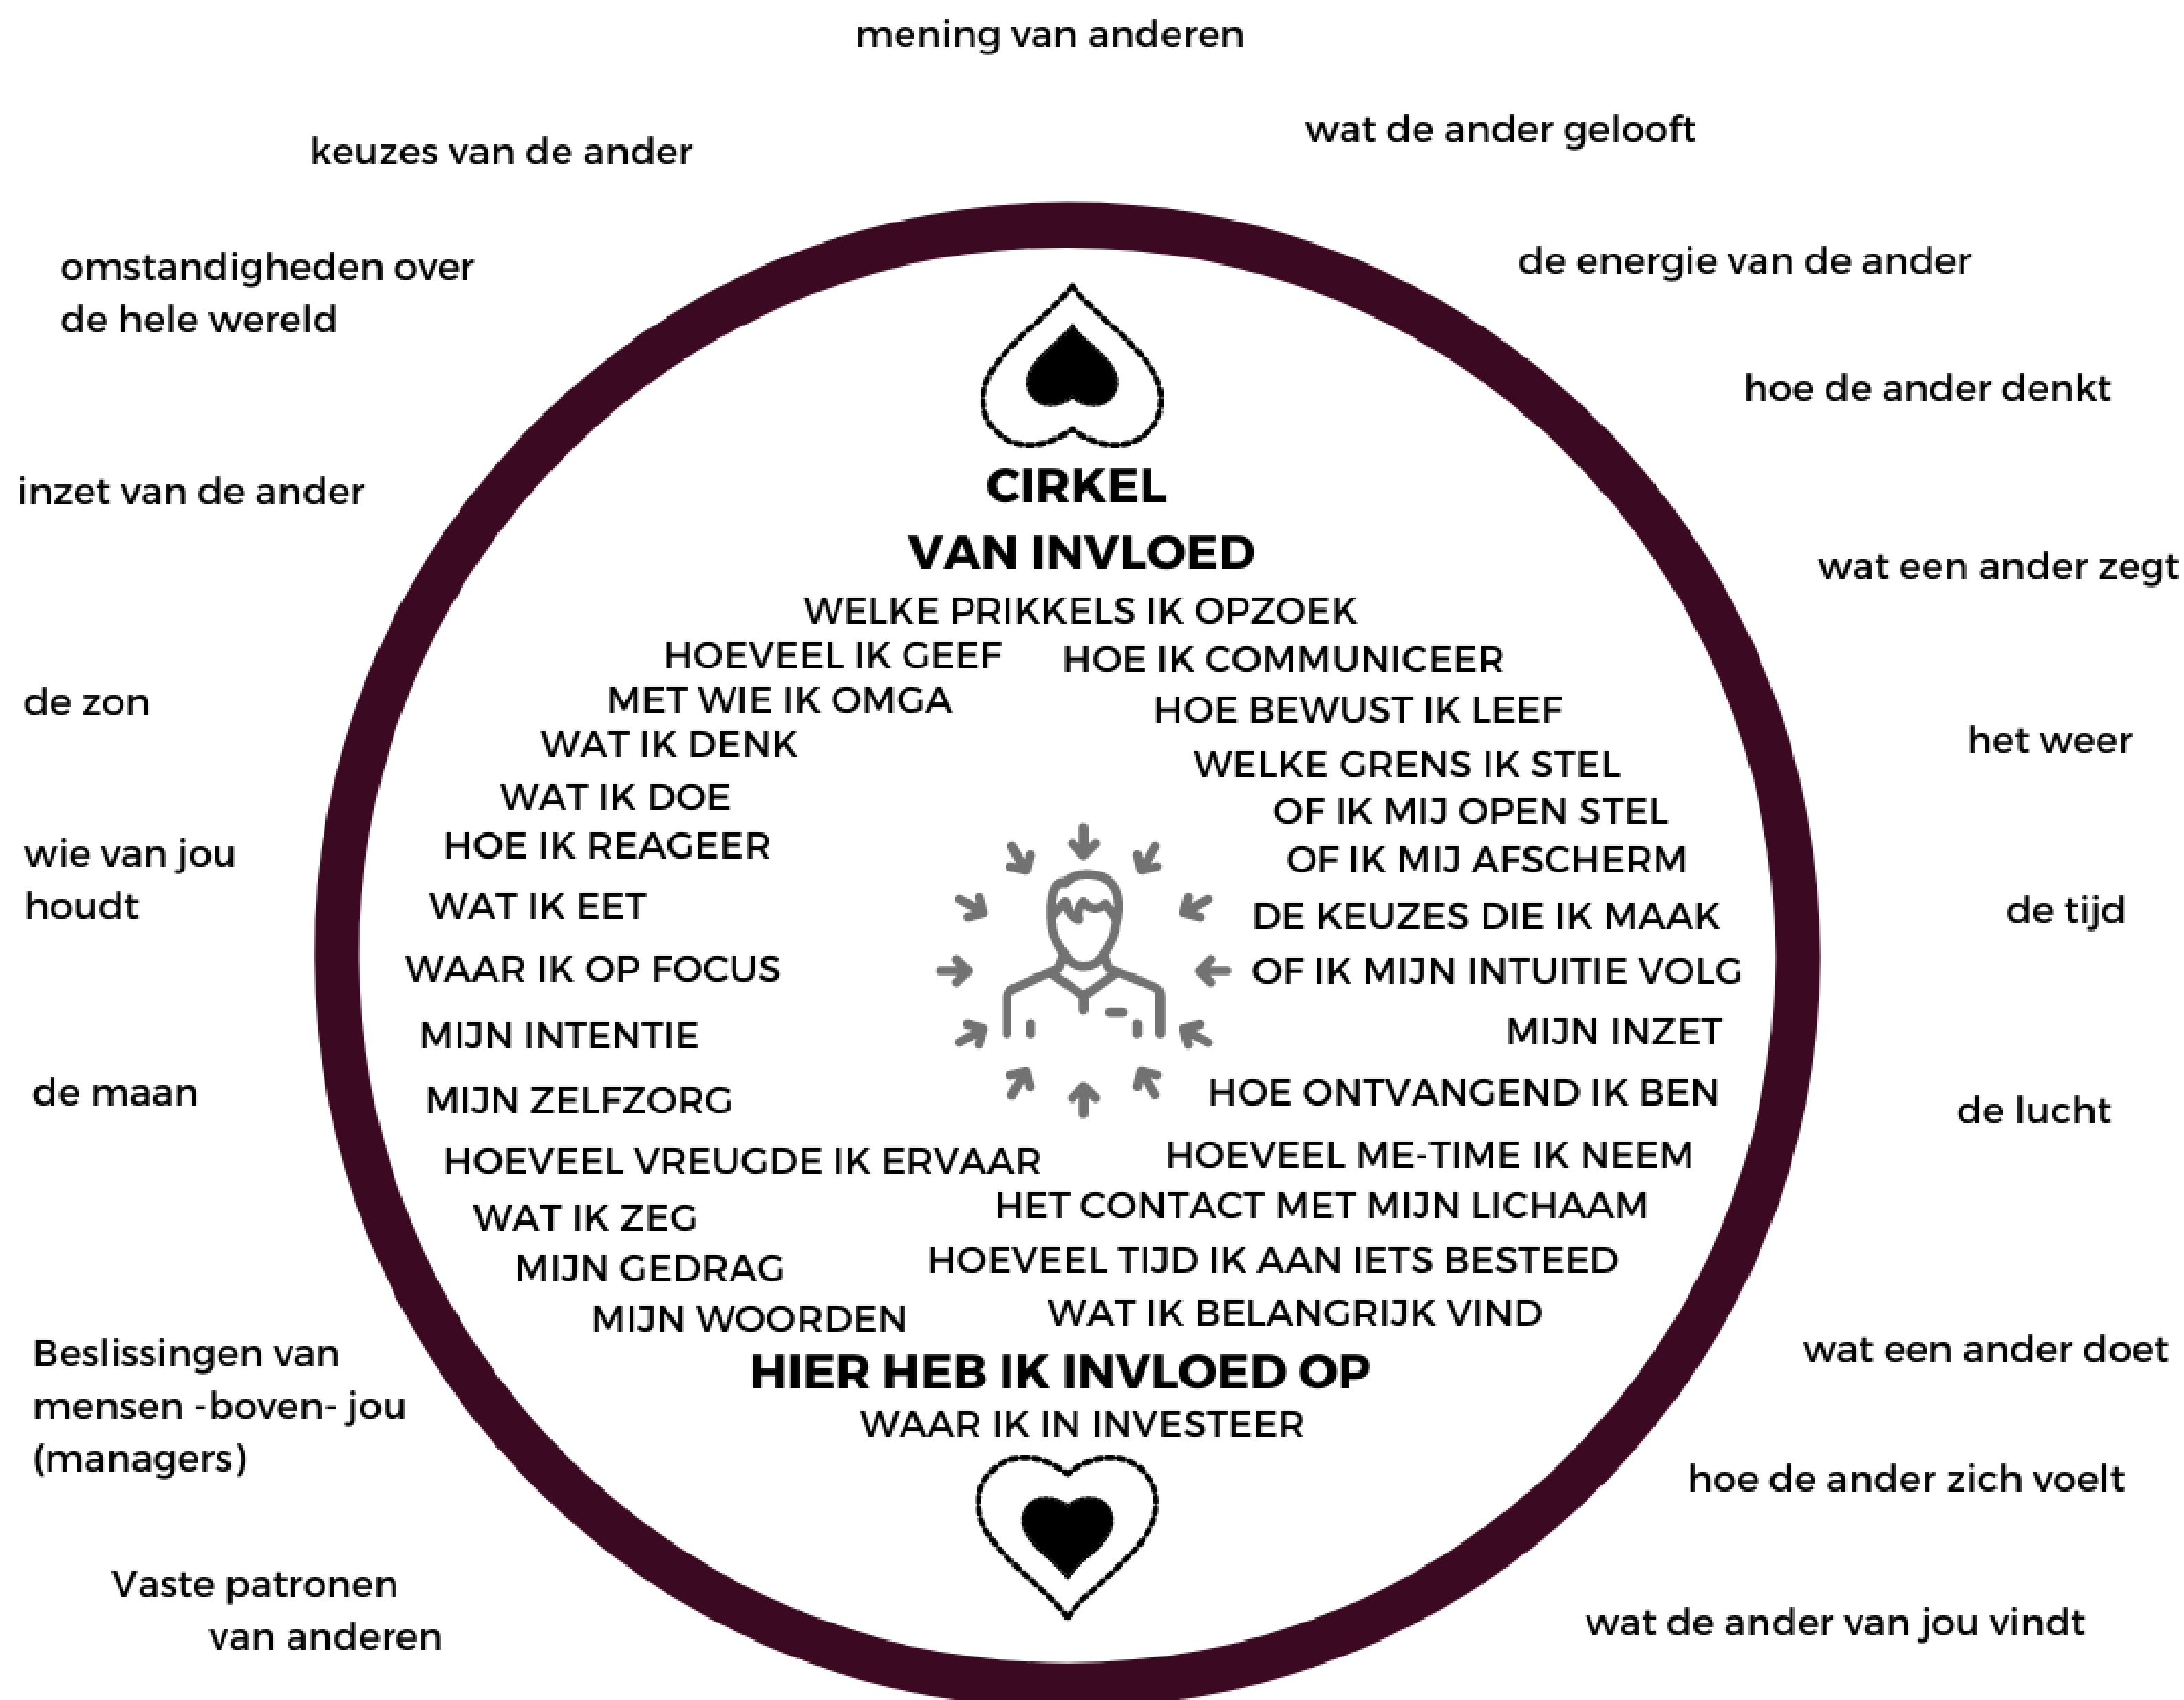 mening van anderen
wat de ander gelooft
keuzes van de ander
omstandigheden over
de hele wereld
de energie van de ander
hoe de ander denkt
inzet van de ander
wat een ander zegt
de zon
het weer
wie van jou
houdt
de tijd
de maan
de lucht
Beslissingen van
mensen -boven- jou
(managers)
wat een ander doet
hoe de ander zich voelt
Vaste patronen
van anderen
wat de ander van jou vindt
CIRKEL
VAN INVLOED
WELKE PRIKKELS IK OPZOEK
HOEVEEL IK GEEF
MET WIE IK OMGA
WAT IK DENK
WAT IK DOE
HOE IK REAGEER
WAT IK EET
WAAR IK OP FOCUS
MIJN INTENTIE
MIJN ZELFZORG
HOEVEEL VREUGDE IK ERVAAR
WAT IK ZEG
MIJN GEDRAG
MIJN WOORDEN
HOE IK COMMUNICEER
HOE BEWUST IK LEEF
WELKE GRENS IK STEL
OF IK MIJ OPEN STEL
OF IK MIJ AFSCHERM
DE KEUZES DIE IK MAAK
OF IK MIJN INTUITIE VOLG
MIJN INZET
HOE ONTVANGEND IK BEN
HOEVEEL ME-TIME IK NEEM
HET CONTACT MET MIJN LICHAAM
HOEVEEL TIJD IK AAN IETS BESTEED
WAT IK BELANGRIJK VIND
HIER HEB IK INVLOED OP
WAAR IK IN INVESTEER